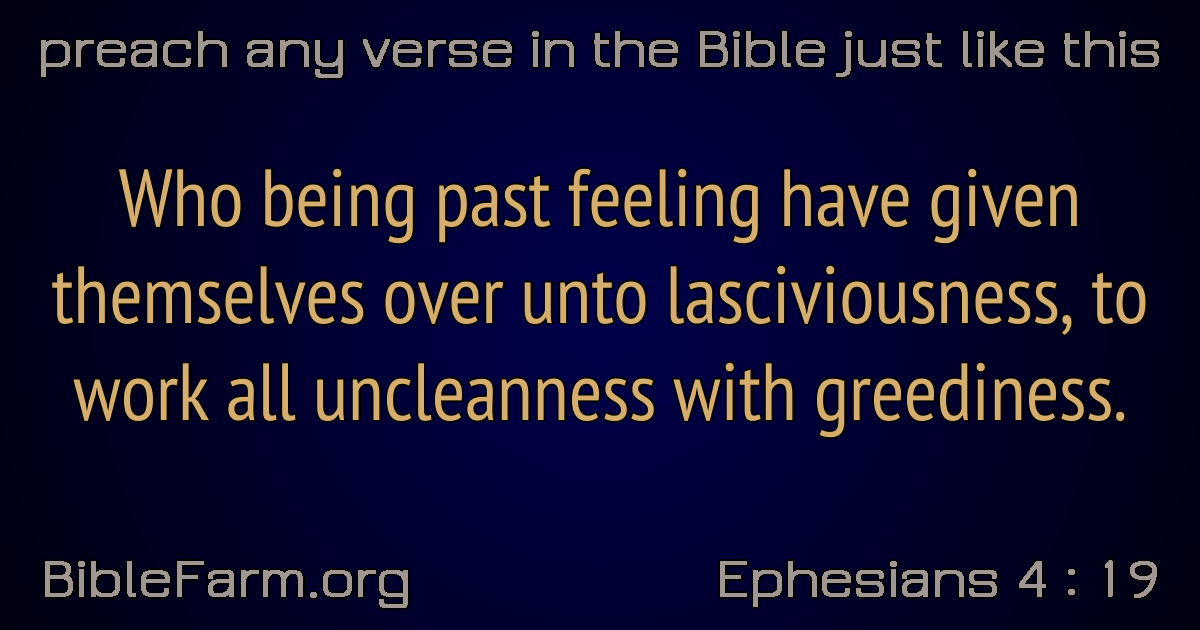 preach any verse in the Bible just like this
Who being past feeling have given
themselves over unto lasciviousness, to
work all uncleanness with greediness.
BibleFarm.org
Ephesians 4 : 19